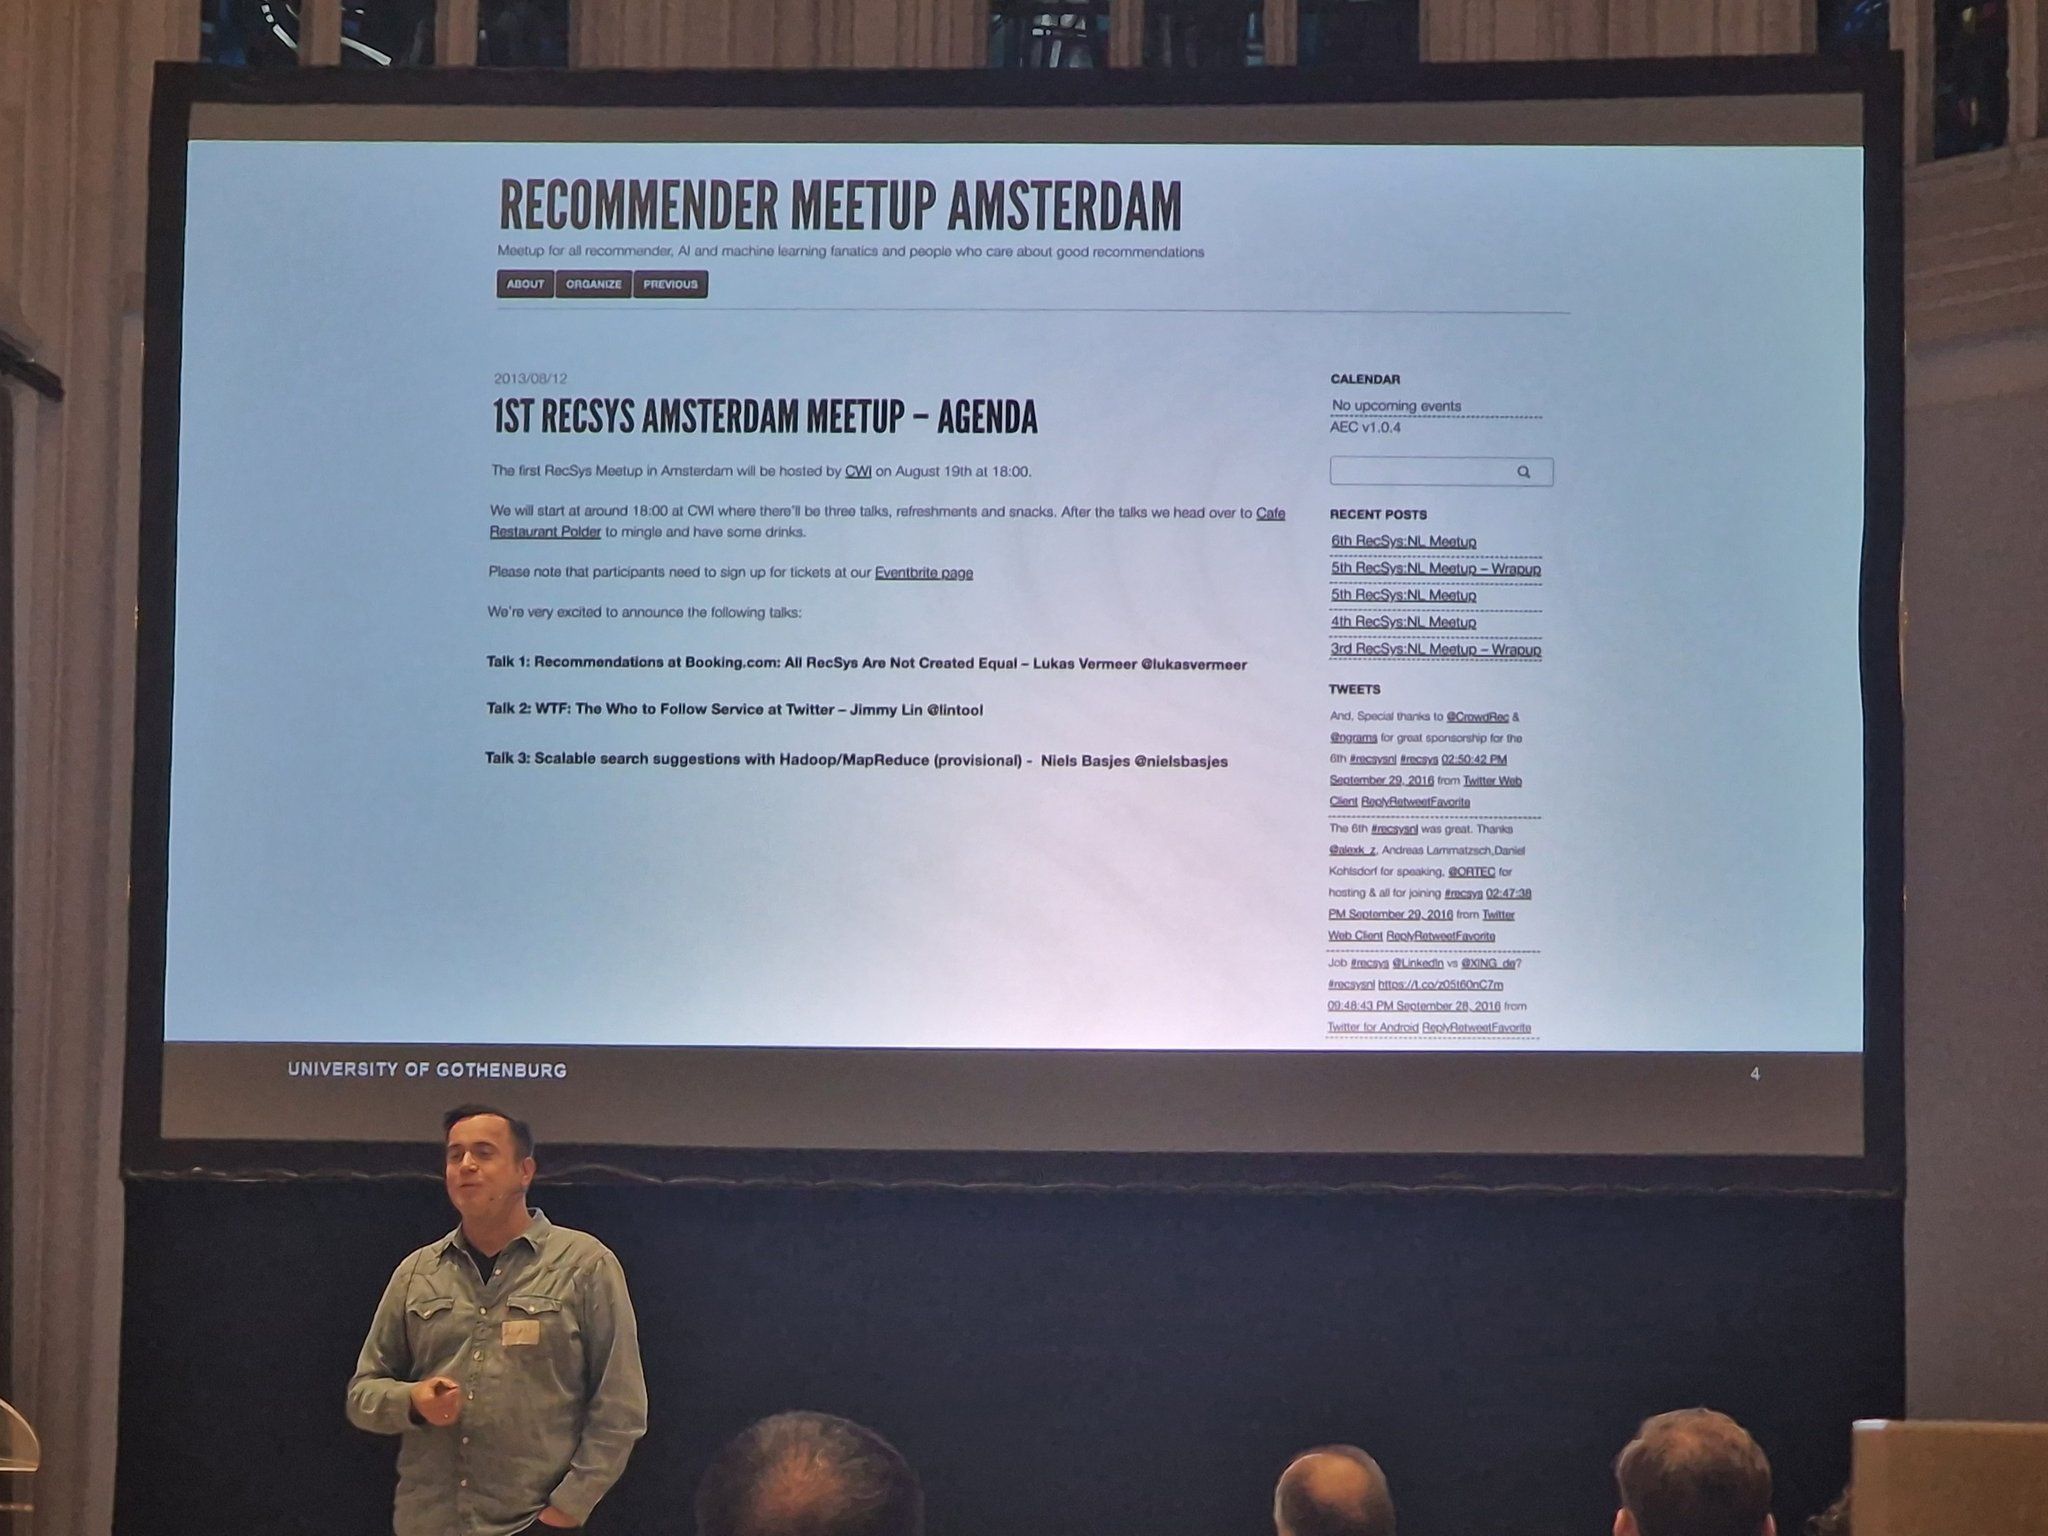 RECOMMENDER MEETUP AMSTERDAM
Meetup for all recommender, AI and machine learning fanatics and people who care about good recommendations
ABOUT ORGANIZE PREVIOUS
2013/08/12
1ST RECSYS AMSTERDAM MEETUP – AGENDA
The first RecSys Meetup in Amsterdam will be hosted by CWI on August 19th at 18:00.
We will start at around 18:00 at CWI where there'll be three talks, refreshments and snacks. After the talks we head over to Cafe
Restaurant Polder to mingle and have some drinks.
Please note that participants need to sign up for tickets at our Eventbrite page
We're very excited to announce the following talks:
Talk 1: Recommendations at Booking.com: All RecSys Are Not Created Equal – Lukas Vermeer @lukasvermeer
Talk 2: WTF: The Who to Follow Service at Twitter – Jimmy Lin @lintool
Talk 3: Scalable search suggestions with Hadoop/MapReduce (provisional) - Niels Basjes @nielsbasjes
CALENDAR
No upcoming events
AEC v1.0.4
RECENT POSTS
6th RecSys:NL Meetup
5th RecSys:NL Meetup – Wrapup
5th RecSys:NL Meetup
4th RecSys:NL Meetup
3rd RecSys:NL Meetup – Wrapup
TWEETS
And, Special thanks to @CrowdRec &
@ngrams for great sponsorship for the
6th #recsysnl #recsys 02:50:42 PM
September 29, 2016 from Twitter Web
Client ReplyRetweetFavorite
The 6th #recsysnl was great. Thanks
@alexk_z, Andreas Lammatzsch,Daniel
Kohlsdorf for speaking, @ORTEC for
hosting & all for joining #recsys 02:47:38
PM September 29, 2016 from Twitter
Web Client ReplyRetweetFavorite
Job #recsys @LinkedIn vs @XING_de?
#recsysnl https://t.co/z05t60nC7m
09:48:43 PM September 28, 2016 from
Twitter for Android ReplyRetweetFavorite
UNIVERSITY OF GOTHENBURG
4